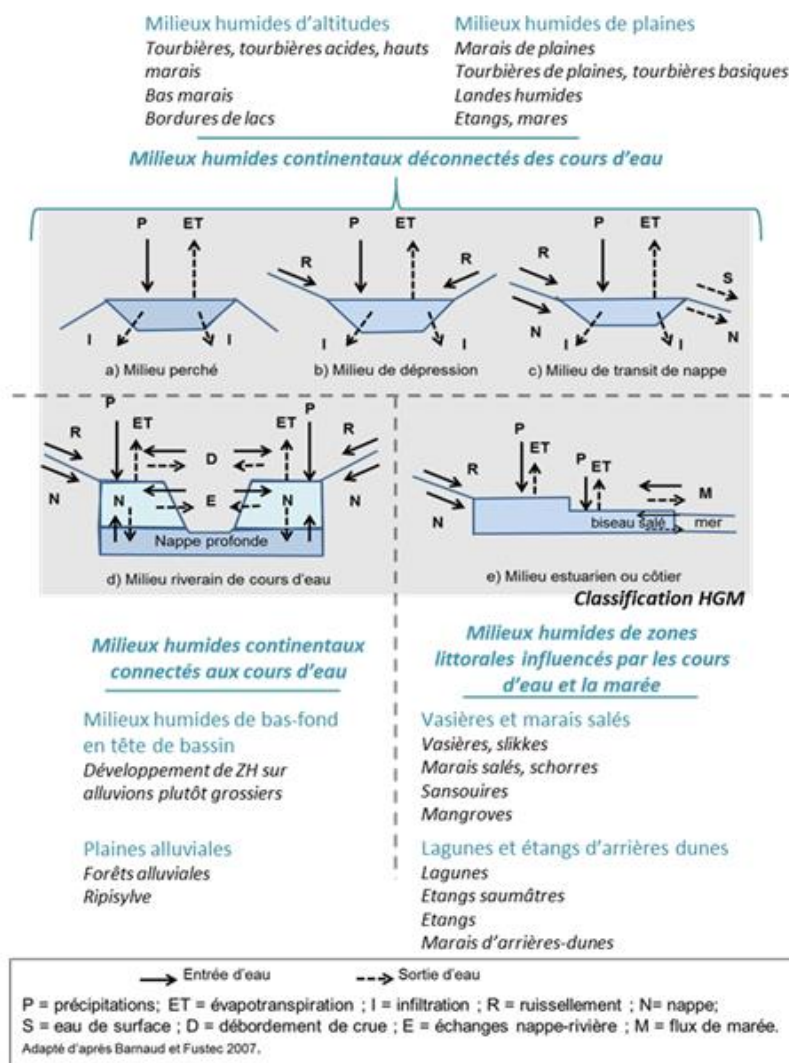 Milieux humides d'altitudes
Tourbières, tourbières acides, hauts
marais
Bas marais
Bordures de lacs
Milieux humides de plaines
Marais de plaines
Tourbières de plaines, tourbières basiques
Landes humides
Etangs, mares
Milieux humides continentaux déconnectés des cours d'eau
P ET
I I
a) Milieu perché
P ET
R R
I I
b) Milieu de dépression
P ET
R S
N N
I I
c) Milieu de transit de nappe
P P
ET ET
R D R
N N E N N
Nappe profonde
d) Milieu riverain de cours d'eau
P
ET P
R ET M
N biseau salé mer
e) Milieu estuarien ou côtier
Classification HGM
Milieux humides continentaux
connectés aux cours d'eau
Milieux humides de bas-fond
en tête de bassin
Développement de ZH sur
alluvions plutôt grossiers
Plaines alluviales
Forêts alluviales
Ripisylve
Milieux humides de zones
littorales influencés par les cours
d'eau et la marée
Vasières et marais salés
Vasières, slikkes
Marais salés, schorres
Sansouires
Mangroves
Lagunes et étangs d'arrières dunes
Lagunes
Etangs saumâtres
Etangs
Marais d'arrières-dunes
Entrée d'eau Sortie d'eau
P = précipitations; ET = évapotranspiration ; I = infiltration ; R = ruissellement ; N= nappe;
S = eau de surface ; D = débordement de crue ; E = échanges nappe-rivière ; M = flux de marée.
Adapté d'après Barnaud et Fustec 2007.